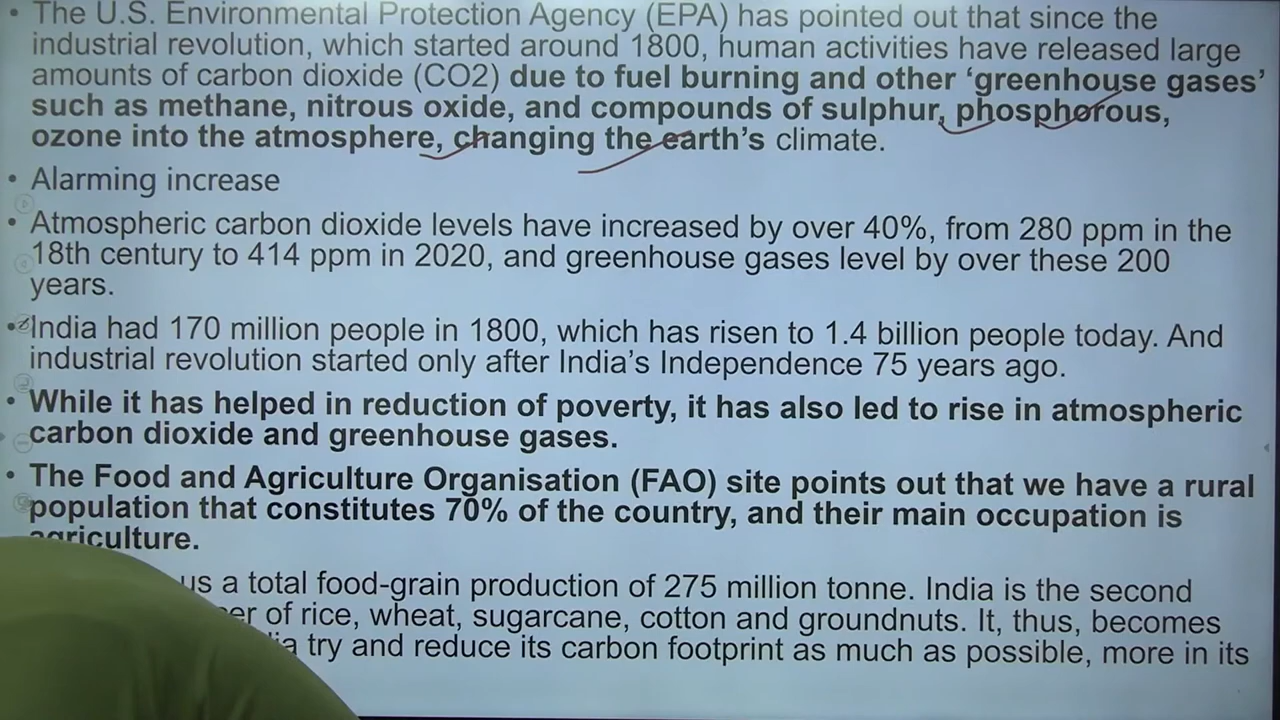 • The U.S. Environmental Protection Agency (EPA) has pointed out that since the
industrial revolution, which started around 1800, human activities have released large
amounts of carbon dioxide (CO2) due to fuel burning and other ‘greenhouse gases’
such as methane, nitrous oxide, and compounds of sulphur, phosphorous,
ozone into the atmosphere, changing the earth’s climate.
• Alarming increase
• Atmospheric carbon dioxide levels have increased by over 40%, from 280 ppm in the
18th century to 414 ppm in 2020, and greenhouse gases level by over these 200
years.
• India had 170 million people in 1800, which has risen to 1.4 billion people today. And
industrial revolution started only after India’s Independence 75 years ago.
• While it has helped in reduction of poverty, it has also led to rise in atmospheric
carbon dioxide and greenhouse gases.
• The Food and Agriculture Organisation (FAO) site points out that we have a rural
population that constitutes 70% of the country, and their main occupation is
agriculture.
us a total food-grain production of 275 million tonne. India is the second
of rice, wheat, sugarcane, cotton and groundnuts. It, thus, becomes
try and reduce its carbon footprint as much as possible, more in its